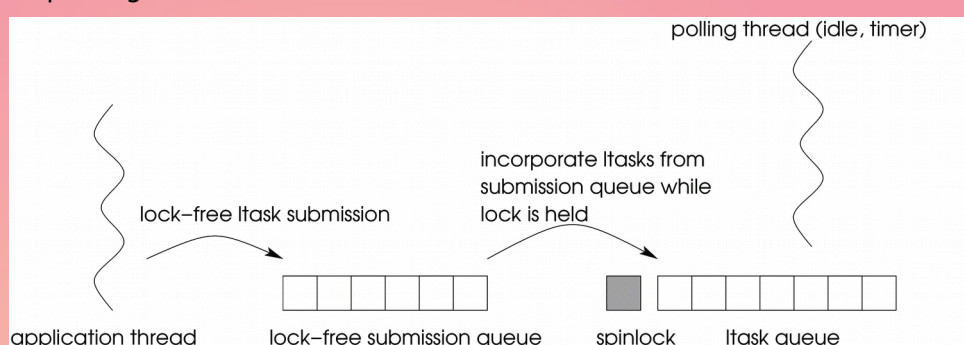 polling thread (idle, timer)
incorporate ltasks from
submission queue while
lock is held
lock-free ltask submission
application thread
lock-free submission queue
spinlock
ltask queue